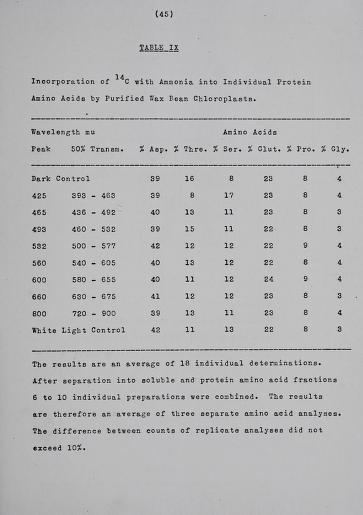 (45)
TABLE IX
Incorporation of 14C with Ammonia into Individual Protein
Amino Acids by Purified Wax Bean Chloroplasts.
Wavelength mu Amino Acids
Peak 50% Transm. % Asp. % Thre. % Ser. % Glut. % Pro. % Gly.
Dark Control 39 16 8 23 8 4
425 393 - 463 39 8 17 23 8 4
465 436 - 492 40 13 11 23 8 3
493 460 - 532 39 15 11 22 8 3
532 500 - 577 42 12 12 22 9 4
560 540 - 605 40 13 12 22 8 4
600 580 - 655 40 11 12 24 9 4
660 630 - 675 41 12 12 23 8 3
800 720 - 900 39 13 11 23 8 4
White Light Control 42 11 13 22 8 3
The results are an average of 18 individual determinations.
After separation into soluble and protein amino acid fractions
6 to 10 individual preparations were combined. The results
are therefore an average of three separate amino acid analyses.
The difference between counts of replicate analyses did not
exceed 10%.